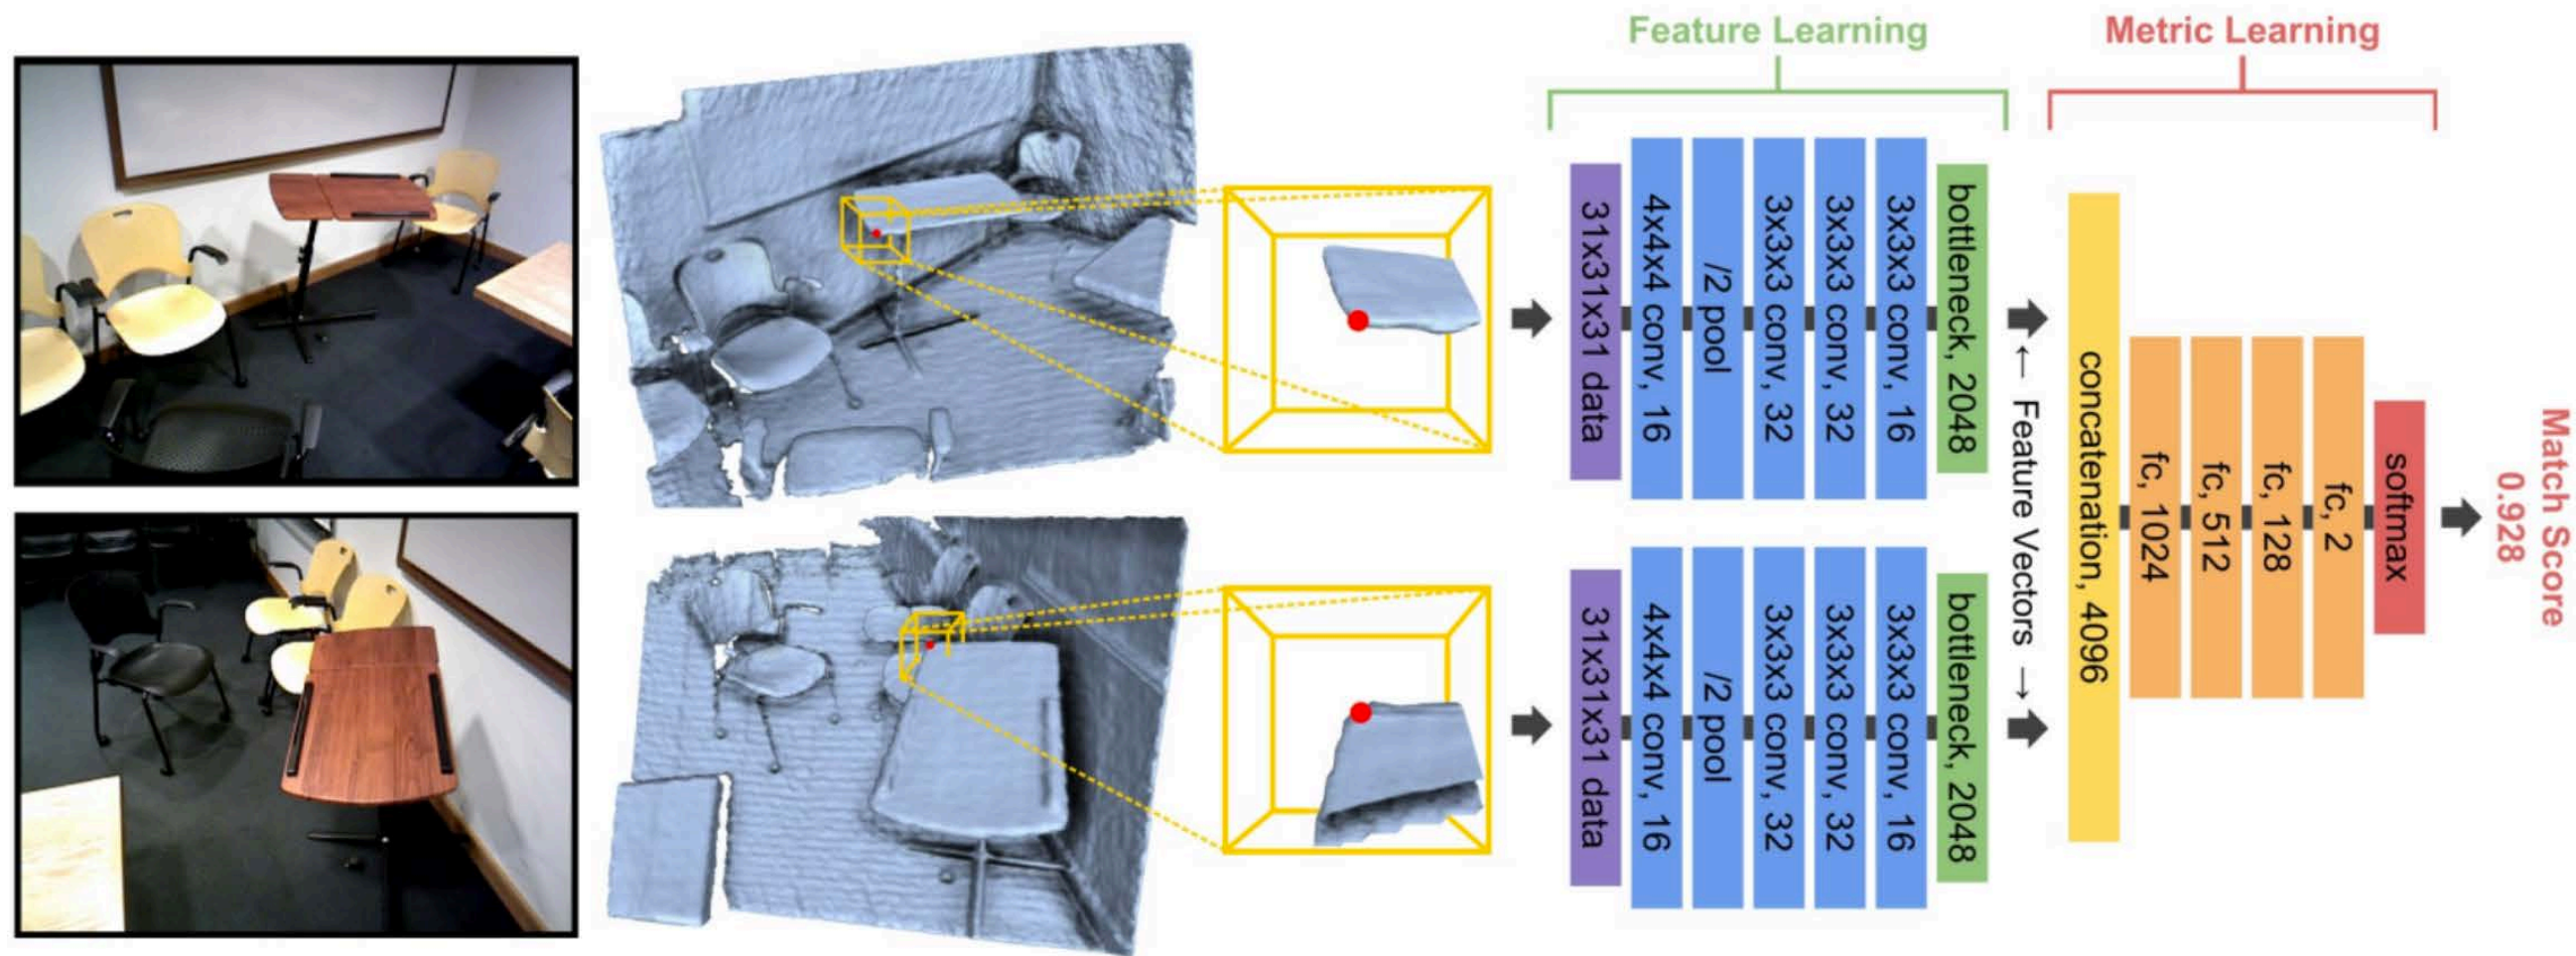 Feature Learning
Metric Learning
31x31x31 data
4x4x4 conv, 16
/2 pool
3x3x3 conv, 32
3x3x3 conv, 32
3x3x3 conv, 16
bottleneck, 2048
31x31x31 data
4x4x4 conv, 16
/2 pool
3x3x3 conv, 32
3x3x3 conv, 32
3x3x3 conv, 16
bottleneck, 2048
← Feature Vectors →
concatenation, 4096
fc, 1024
fc, 512
fc, 128
fc, 2
softmax
Match Score
0.928